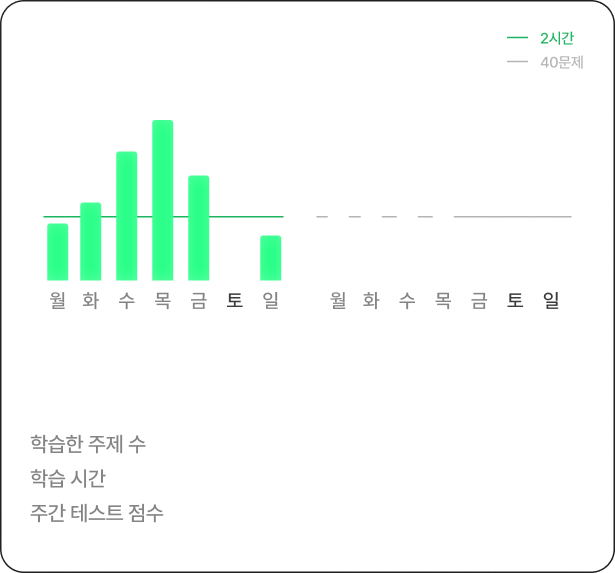 2시간
40문제
월 화 수 목 금 토 일 월 화 수 목 금 토 일
학습한 주제 수
학습 시간
주간 테스트 점수